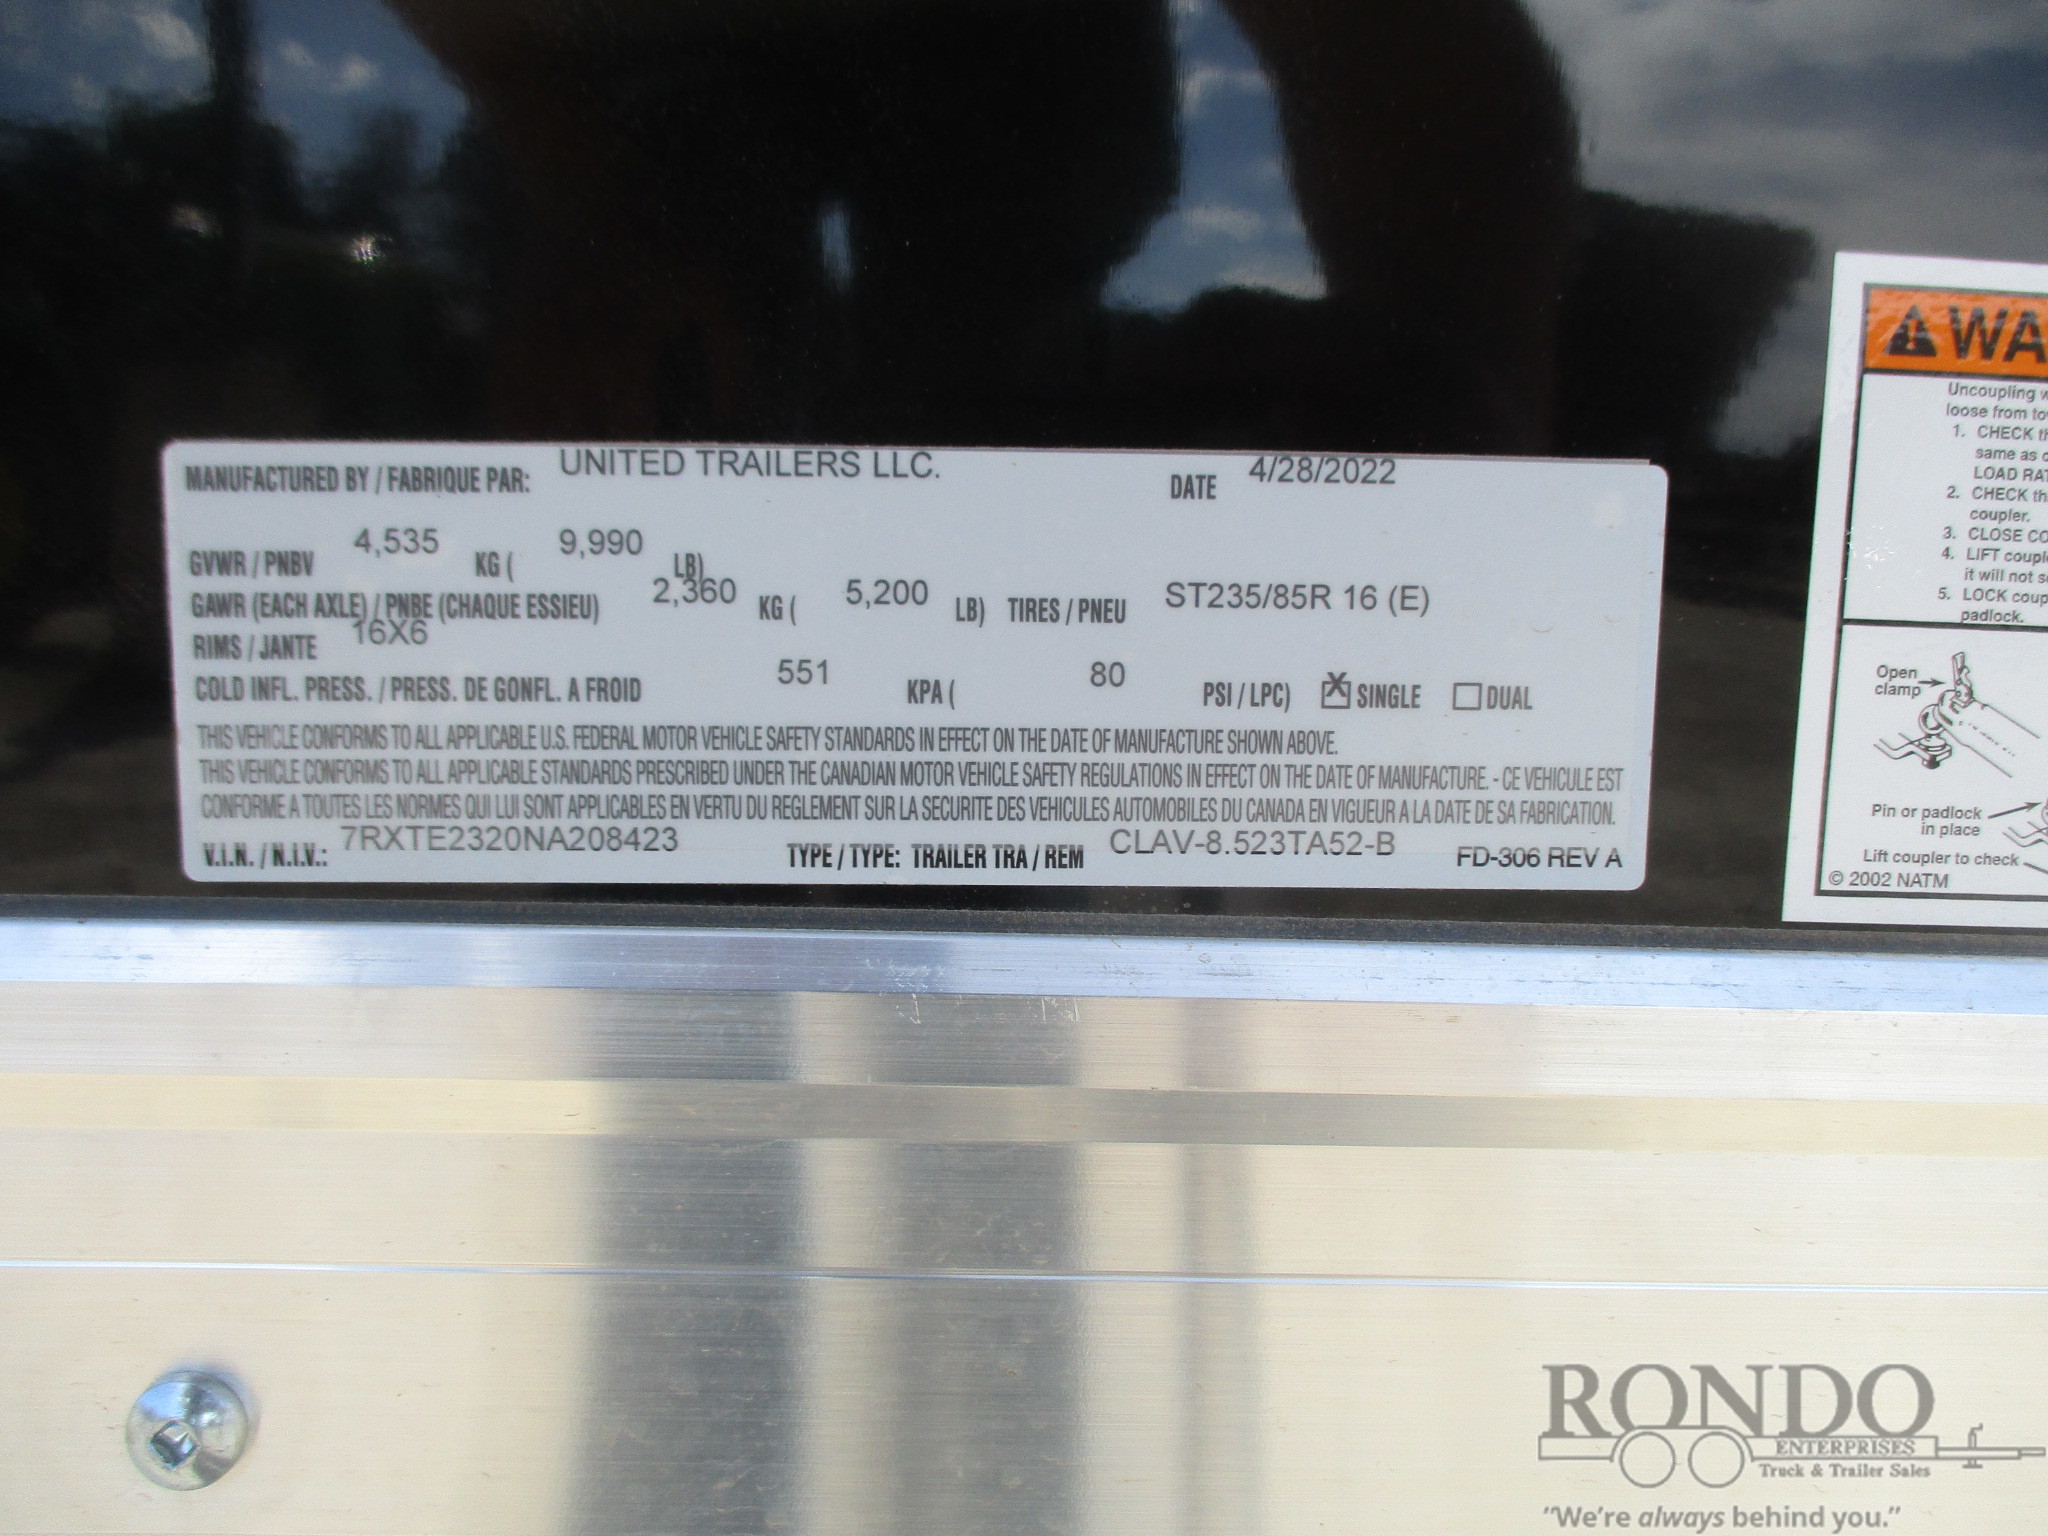 MANUFACTURED BY / FABRIQUE PAR: UNITED TRAILERS LLC. DATE 4/28/2022
GVWR / PNBV 4,535 KG ( 9,990 LB)
GAWR (EACH AXLE) / PNBE (CHAQUE ESSIEU) 2,360 KG ( 5,200 LB) TIRES / PNEU ST235/85R 16 (E)
RIMS / JANTE 16X6
COLD INFL. PRESS. / PRESS. DE GONFL. A FROID 551 KPA ( 80 PSI / LPC) X SINGLE DUAL
THIS VEHICLE CONFORMS TO ALL APPLICABLE U.S. FEDERAL MOTOR VEHICLE SAFETY STANDARDS IN EFFECT ON THE DATE OF MANUFACTURE SHOWN ABOVE.
THIS VEHICLE CONFORMS TO ALL APPLICABLE STANDARDS PRESCRIBED UNDER THE CANADIAN MOTOR VEHICLE SAFETY REGULATIONS IN EFFECT ON THE DATE OF MANUFACTURE. - CE VEHICULE EST
CONFORME A TOUTES LES NORMES QUI LUI SONT APPLICABLES EN VERTU DU REGLEMENT SUR LA SECURITE DES VEHICULES AUTOMOBILES DU CANADA EN VIGUEUR A LA DATE DE SA FABRICATION.
V.I.N. / N.I.V.: 7RXTE2320NA208423 TYPE / TYPE: TRAILER TRA / REM CLAV-8.523TA52-B FD-306 REV A
WA
Uncoupling
loose from
1. CHECK
same as
LOAD
2. CHECK
coupler.
3. CLOSE
4. LIFT
it will not
5. LOCK
padlock.
Open
clamp
Pin or padlock
in place
Lift coupler to check
© 2002 NATM
RONDO
ENTERPRISES
Truck & Trailer Sales
"We're always behind you."